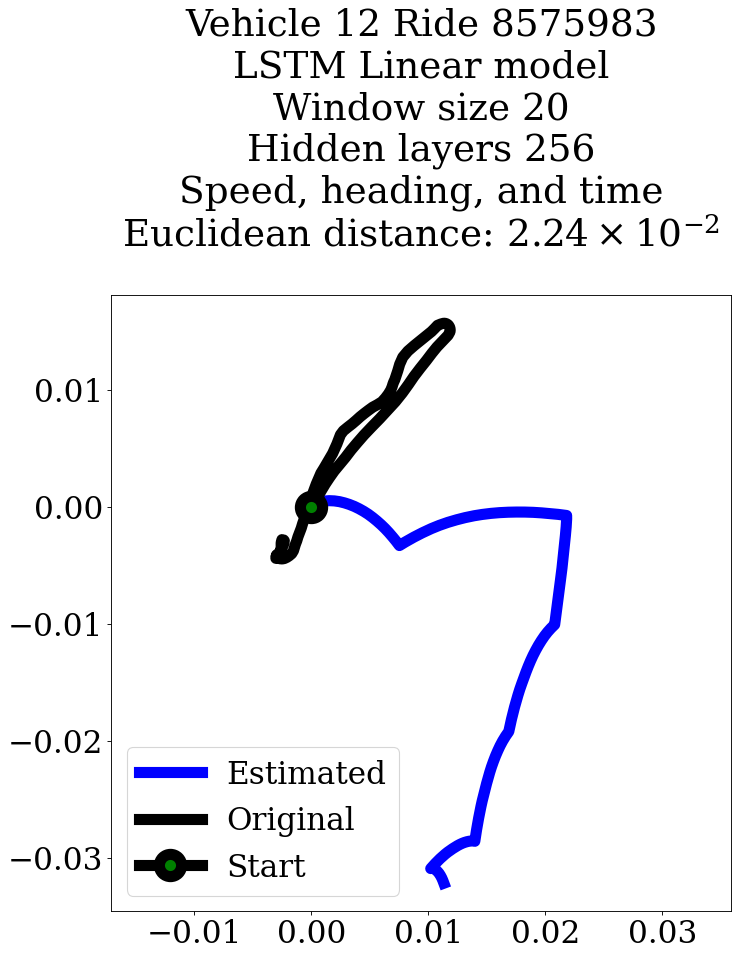 Vehicle 12 Ride 8575983
LSTM Linear model
Window size 20
Hidden layers 256
Speed, heading, and time
Euclidean distance: 2.24 × 10⁻²
0.01
0.00
−0.01
−0.02
−0.03
Estimated
Original
Start
−0.01 0.00 0.01 0.02 0.03